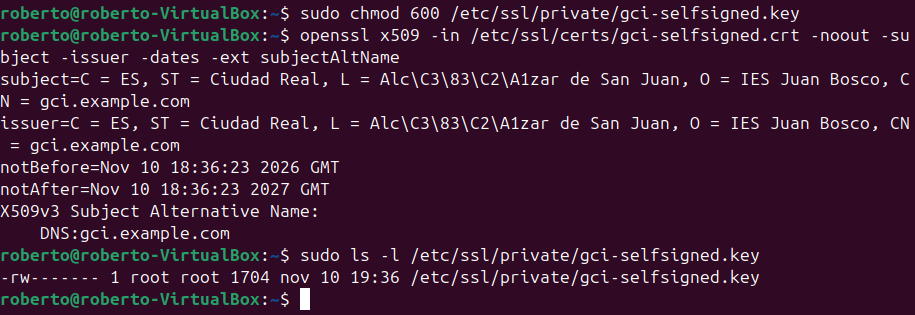 roberto@roberto-VirtualBox:~$ sudo chmod 600 /etc/ssl/private/gci-selfsigned.key
roberto@roberto-VirtualBox:~$ openssl x509 -in /etc/ssl/certs/gci-selfsigned.crt -noout -su
bject -issuer -dates -ext subjectAltName
subject=C = ES, ST = Ciudad Real, L = Alc\C3\83\C2\A1zar de San Juan, O = IES Juan Bosco, C
N = gci.example.com
issuer=C = ES, ST = Ciudad Real, L = Alc\C3\83\C2\A1zar de San Juan, O = IES Juan Bosco, CN
 = gci.example.com
notBefore=Nov 10 18:36:23 2026 GMT
notAfter=Nov 10 18:36:23 2027 GMT
X509v3 Subject Alternative Name:
    DNS:gci.example.com
roberto@roberto-VirtualBox:~$ sudo ls -l /etc/ssl/private/gci-selfsigned.key
-rw------- 1 root root 1704 nov 10 19:36 /etc/ssl/private/gci-selfsigned.key
roberto@roberto-VirtualBox:~$